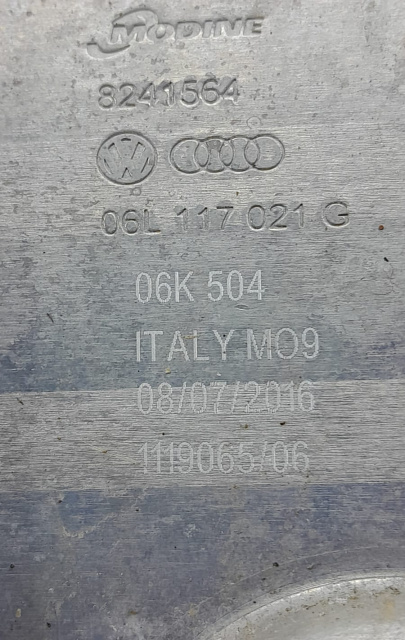 MODINE
8241564
06L 117 021 G
06K 504
ITALY MO9
08/07/2016
1119065/06